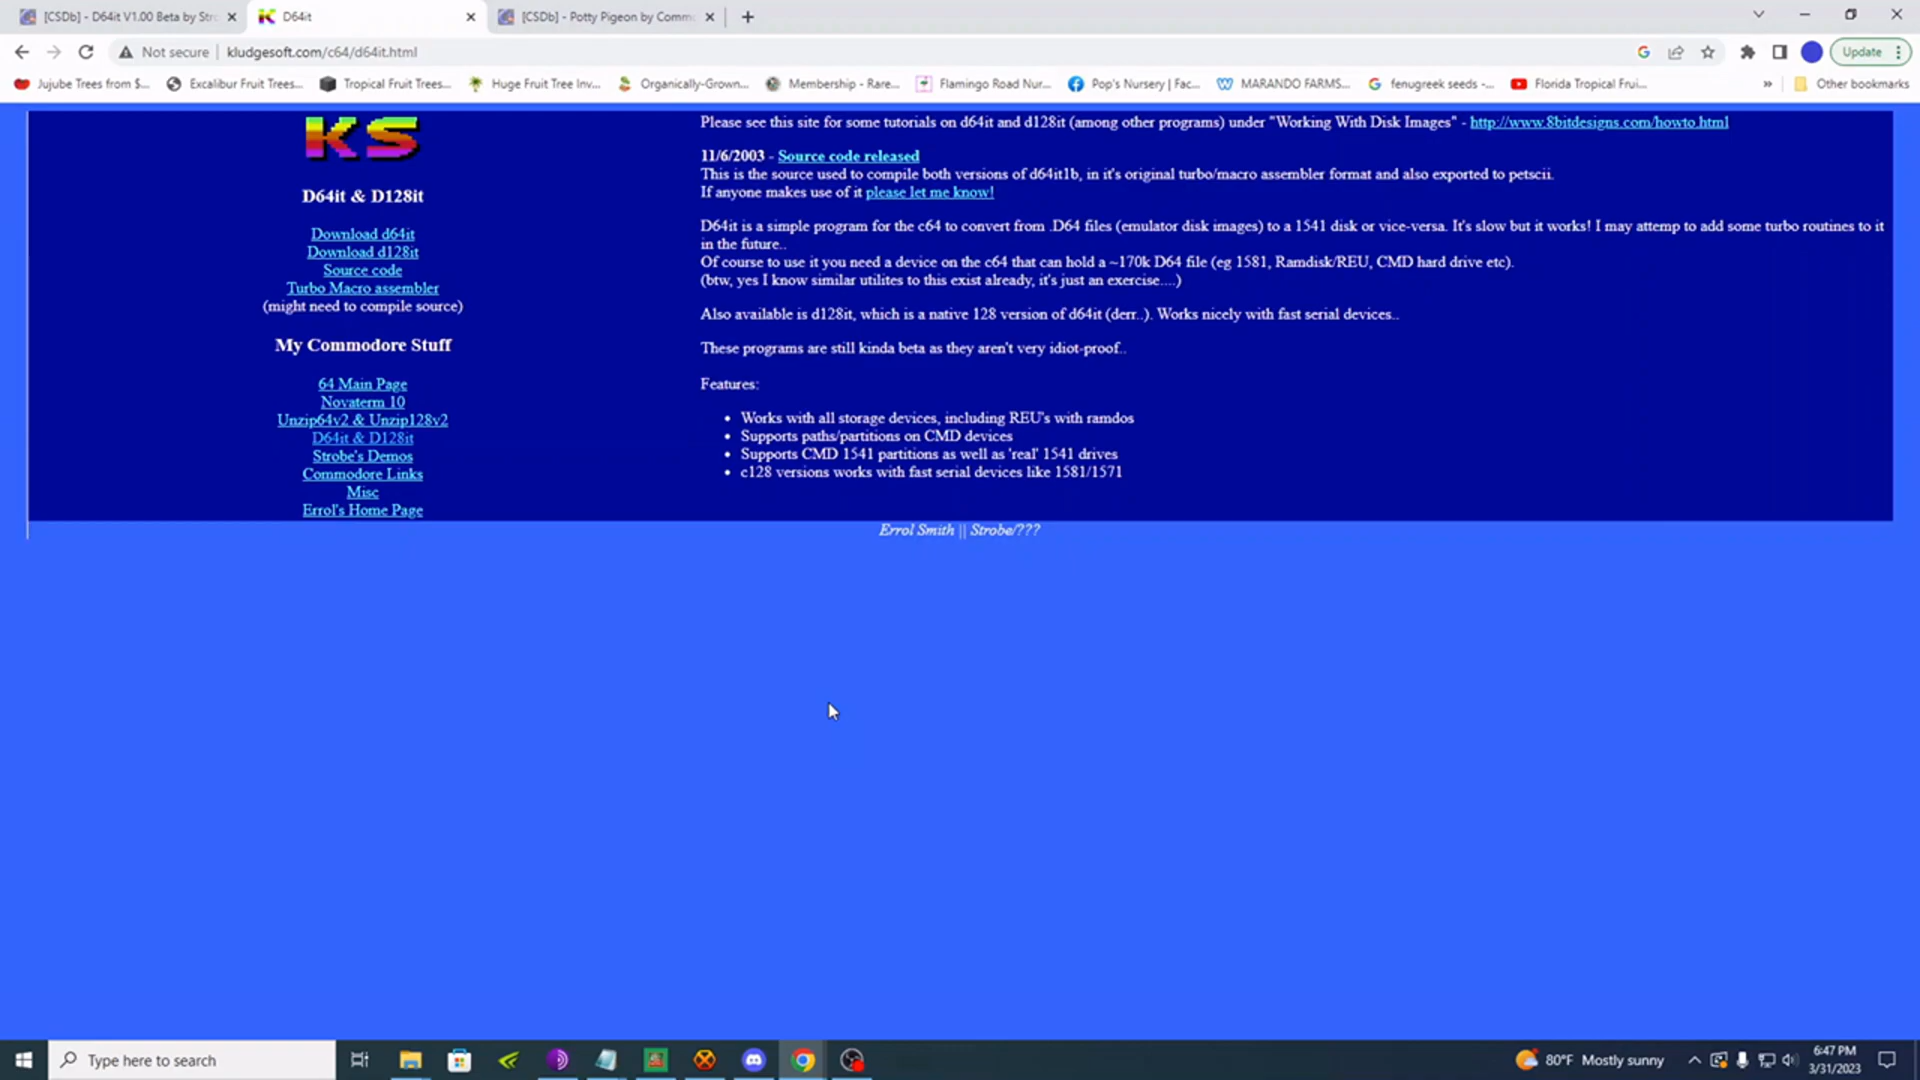 [CSDb] - D64it V1.00 Beta by Stro
D64it
[CSDb] - Potty Pigeon by Comm
Not secure
kludgesoft.com/c64/d64it.html
Update
Jujube Trees from $...
Excalibur Fruit Trees...
Tropical Fruit Trees...
Huge Fruit Tree Inv...
Organically-Grown...
Membership - Rare...
Flamingo Road Nur...
Pop's Nursery | Fac...
MARANDO FARMS...
fenugreek seeds -...
Florida Tropical Frui...
Other bookmarks
KS
D64it & D128it
Download d64it
Download d128it
Source code
Turbo Macro assembler
(might need to compile source)
My Commodore Stuff
64 Main Page
Novaterm 10
Unzip64v2 & Unzip128v2
D64it & D128it
Strobe's Demos
Commodore Links
Misc
Errol's Home Page
Please see this site for some tutorials on d64it and d128it (among other programs) under "Working With Disk Images" - http://www.8bitdesigns.com/howto.html
11/6/2003 - Source code released
This is the source used to compile both versions of d64it1b, in it's original turbo/macro assembler format and also exported to petscii.
If anyone makes use of it please let me know!
D64it is a simple program for the c64 to convert from .D64 files (emulator disk images) to a 1541 disk or vice-versa. It's slow but it works! I may attemp to add some turbo routines to it
in the future..
Of course to use it you need a device on the c64 that can hold a ~170k D64 file (eg 1581, Ramdisk/REU, CMD hard drive etc).
(btw, yes I know similar utilites to this exist already, it's just an exercise....)
Also available is d128it, which is a native 128 version of d64it (derr..). Works nicely with fast serial devices..
These programs are still kinda beta as they aren't very idiot-proof..
Features:
• Works with all storage devices, including REU's with ramdos
• Supports paths/partitions on CMD devices
• Supports CMD 1541 partitions as well as 'real' 1541 drives
• c128 versions works with fast serial devices like 1581/1571
Errol Smith || Strobe/???
Type here to search
80°F Mostly sunny
6:47 PM
3/31/2023